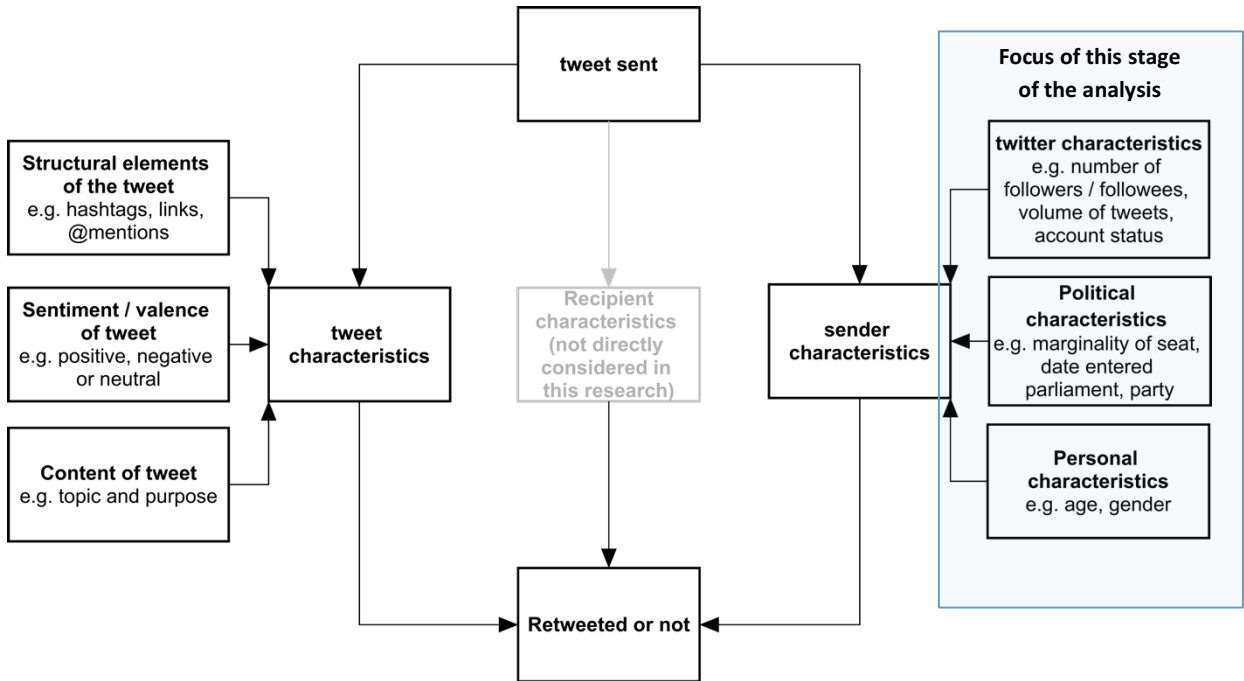 tweet sent
Focus of this stage
of the analysis
Structural elements
of the tweet
e.g. hashtags, links,
@mentions
twitter characteristics
e.g. number of
followers / followees,
volume of tweets,
account status
Sentiment / valence
of tweet
e.g. positive, negative
or neutral
tweet
characteristics
Recipient
characteristics
(not directly
considered in
this research)
sender
characteristics
Political
characteristics
e.g. marginality of seat,
date entered
parliament, party
Content of tweet
e.g. topic and purpose
Personal
characteristics
e.g. age, gender
Retweeted or not